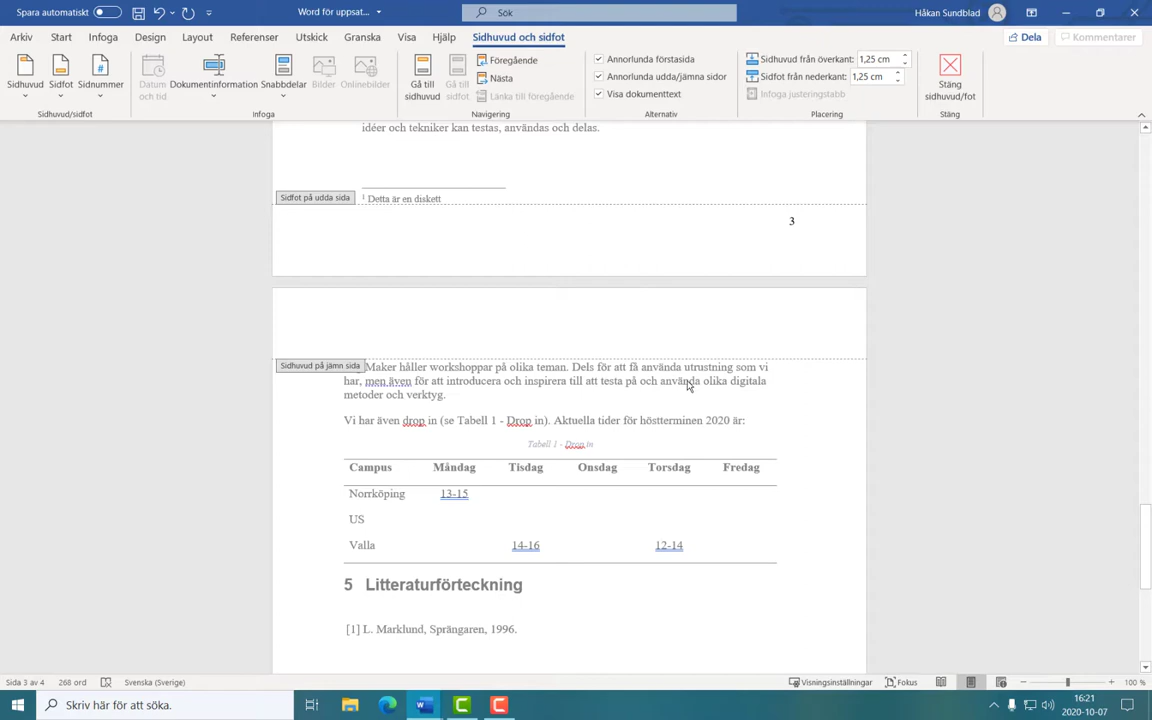 Spara automatiskt
Word för uppsat...
Sök
Håkan Sundblad
Arkiv Start Infoga Design Layout Referenser Utskick Granska Visa Hjälp Sidhuvud och sidfot
Dela
Kommentarer
Sidhuvud
Sidfot
Sidnummer
Datum och tid
Dokumentinformation
Snabbdelar
Bilder
Onlinebilder
Gå till sidhuvud
Gå till sidfot
Föregående
Nästa
Länka till föregående
Annorlunda förstasida
Annorlunda udda/jämna sidor
Visa dokumenttext
Sidhuvud från överkant: 1,25 cm
Sidfot från nederkant: 1,25 cm
Infoga justeringstabb
Stäng sidhuvud/fot
Sidhuvud/sidfot
Infoga
Navigering
Alternativ
Placering
Stäng
idéer och tekniker kan testas, användas och delas.
Sidfot på udda sida
1 Detta är en diskett
3
Sidhuvud på jämn sida
Maker håller workshoppar på olika teman. Dels för att få använda utrustning som vi
har, men även för att introducera och inspirera till att testa på och använda olika digitala
metoder och verktyg.
Vi har även drop in (se Tabell 1 - Drop in). Aktuella tider för höstterminen 2020 är:
Tabell 1 - Drop in
Campus Måndag Tisdag Onsdag Torsdag Fredag
Norrköping 13-15
US
Valla 14-16 12-14
5 Litteraturförteckning
[1] L. Marklund, Sprängaren, 1996.
Sida 3 av 4
268 ord
Svenska (Sverige)
Visningsinställningar
Fokus
100 %
Skriv här för att söka.
16:21
2020-10-07